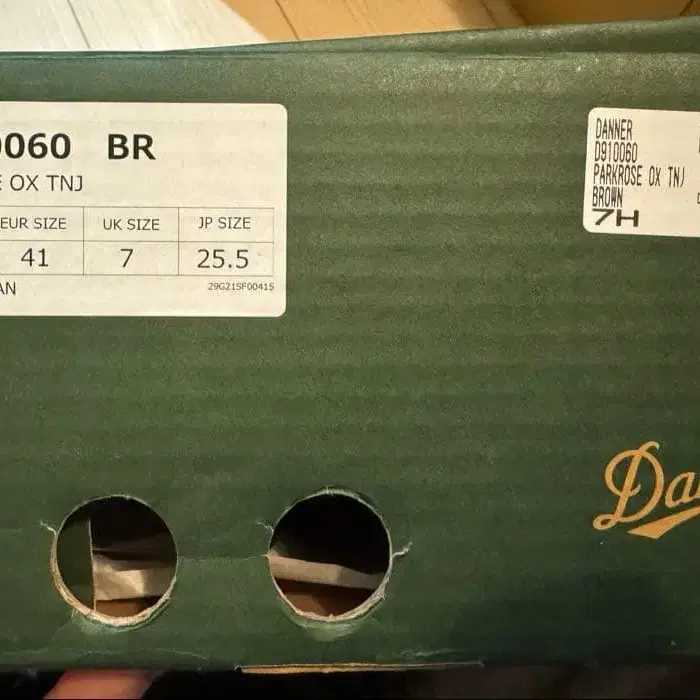 0060 BR
E OX TNJ
EUR SIZE UK SIZE JP SIZE
41 7 25.5
AN 29G21SF00415
DANNER
D910060
PARKROSE OX TNJ
BROWN
7H
Da